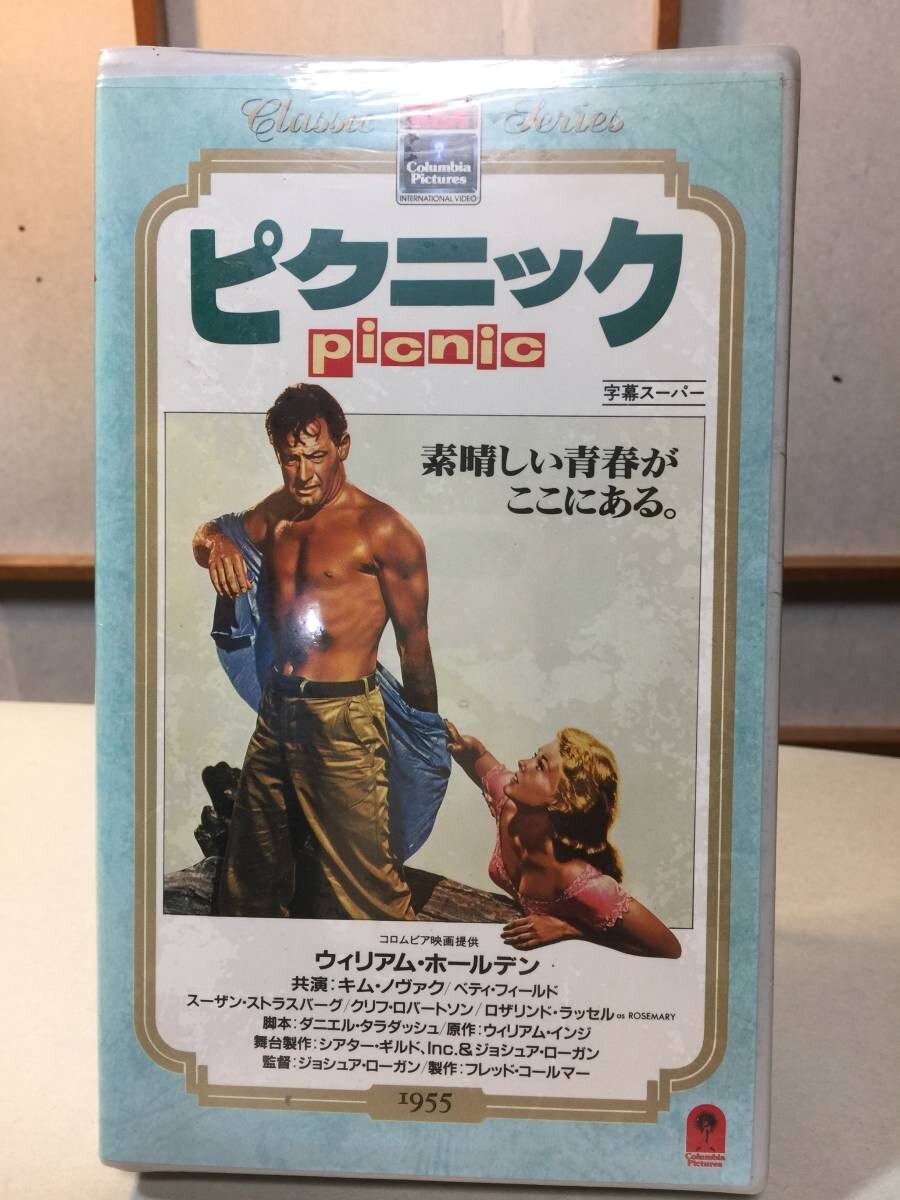 Classic Series
Columbia
Pictures
INTERNATIONAL VIDEO
ピクニック
picnic
字幕スーパー
素晴しい青春が
ここにある。
コロムビア映画提供
ウィリアム・ホールデン
共演:キム・ノヴァク/ベティ・フィールド
スーザン・ストラスバーグ/クリフ・ロバートソン/ロザリンド・ラッセル as ROSEMARY
脚本:ダニエル・タラダッシュ/原作:ウィリアム・インジ
舞台製作:シアター・ギルド、Inc.&ジョシュア・ローガン
監督:ジョシュア・ローガン/製作:フレッド・コールマー
1955
Columbia
Pictures